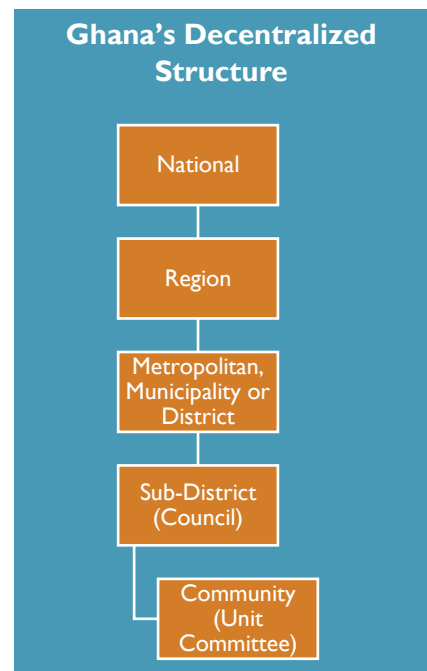 Ghana’s Decentralized
Structure
National
Region
Metropolitan,
Municipality or
District
Sub-District
(Council)
Community
(Unit
Committee)